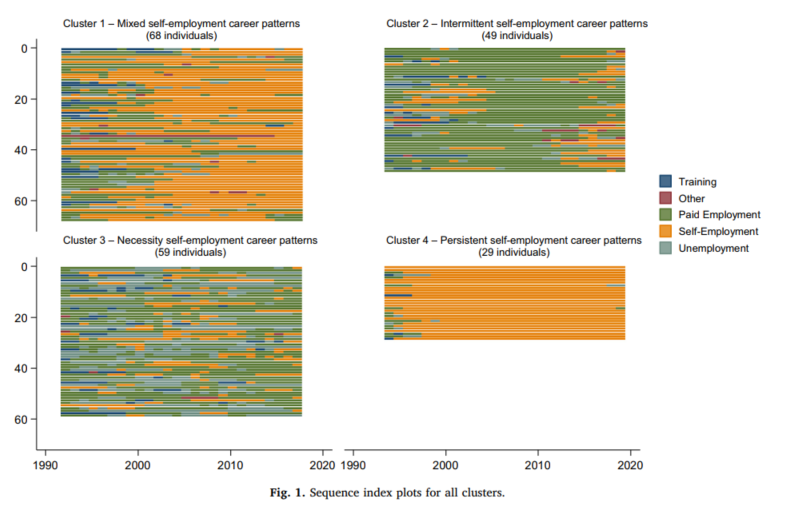 Cluster 1 – Mixed self-employment career patterns
(68 individuals)
Cluster 2 – Intermittent self-employment career patterns
(49 individuals)
0
20
40
60
Cluster 3 – Necessity self-employment career patterns
(59 individuals)
Cluster 4 – Persistent self-employment career patterns
(29 individuals)
0
20
40
60
1990
2000
2010
2020
1990
2000
2010
2020
Training
Other
Paid Employment
Self-Employment
Unemployment
Fig. 1. Sequence index plots for all clusters.